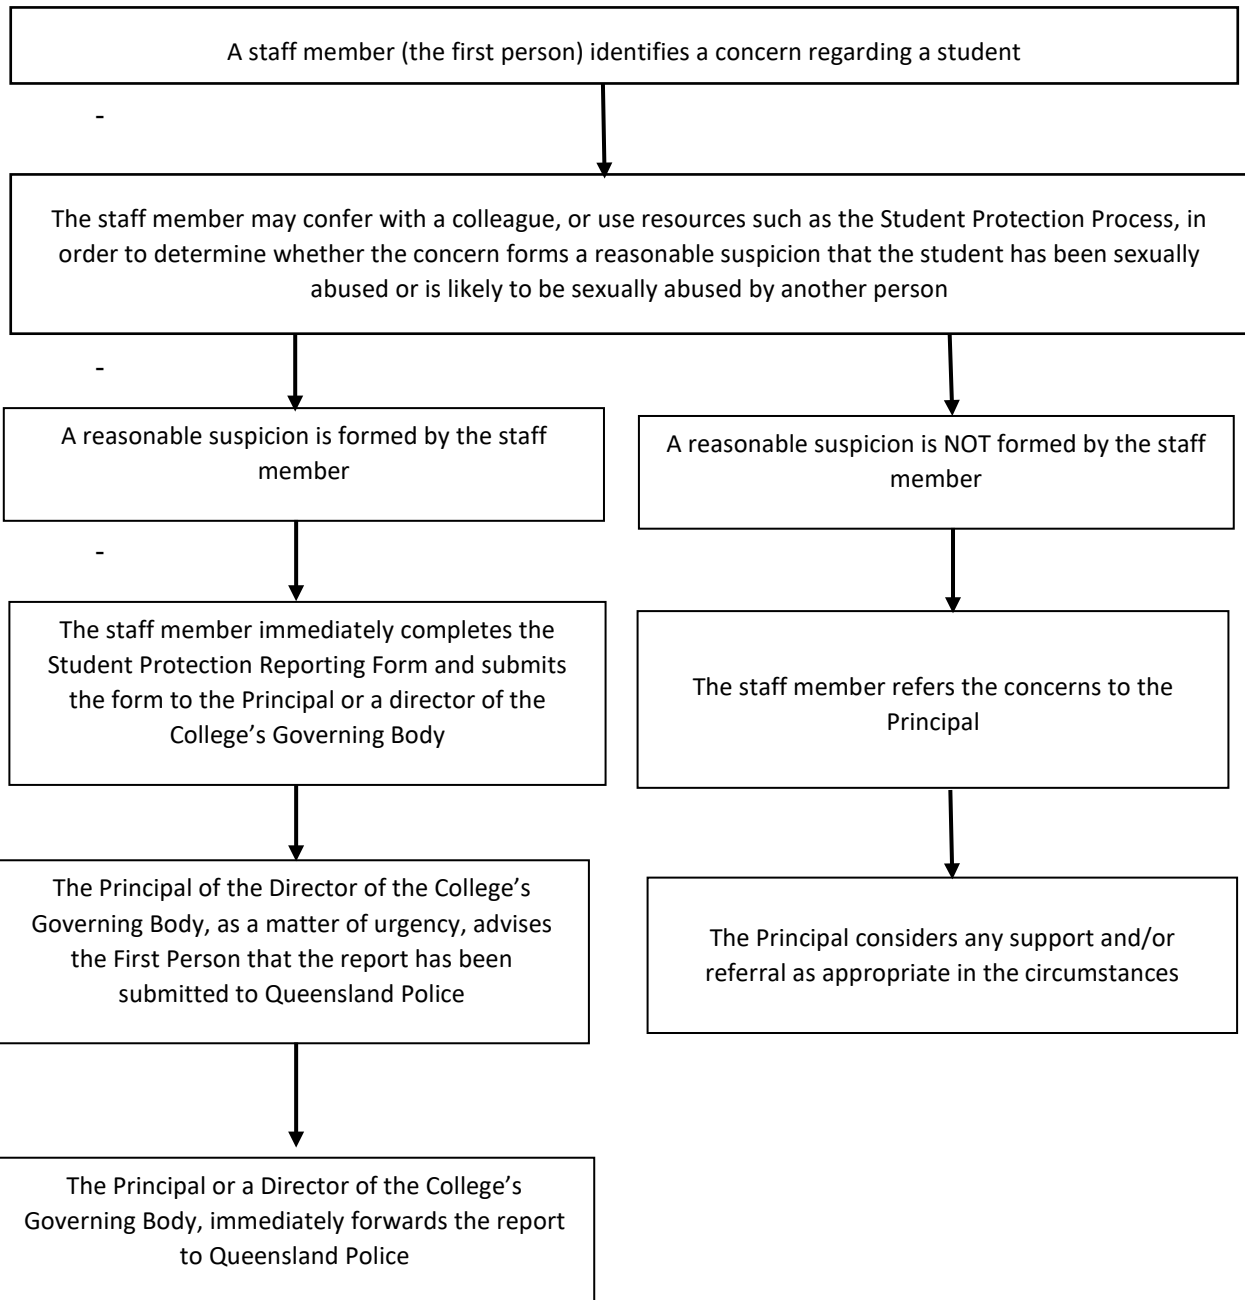 A staff member (the first person) identifies a concern regarding a student
-
The staff member may confer with a colleague, or use resources such as the Student Protection Process, in
order to determine whether the concern forms a reasonable suspicion that the student has been sexually
abused or is likely to be sexually abused by another person
-
A reasonable suspicion is formed by the staff
member
A reasonable suspicion is NOT formed by the staff
member
-
The staff member immediately completes the
Student Protection Reporting Form and submits
the form to the Principal or a director of the
College’s Governing Body
The staff member refers the concerns to the
Principal
The Principal of the Director of the College’s
Governing Body, as a matter of urgency, advises
the First Person that the report has been
submitted to Queensland Police
The Principal considers any support and/or
referral as appropriate in the circumstances
The Principal or a Director of the College’s
Governing Body, immediately forwards the report
to Queensland Police